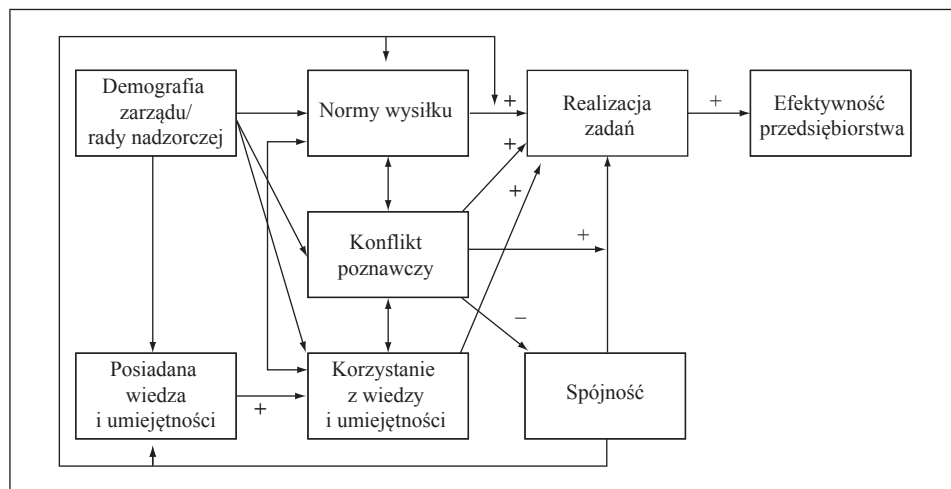 Demografia
zarządu/
rady nadzorczej
Normy wysiłku
+
Realizacja
zadań
+
Efektywność
przedsiębiorstwa
+
+
Konflikt
poznawczy
+
–
Posiadana
wiedza
i umiejętności
+
Korzystanie
z wiedzy
i umiejętności
Spójność